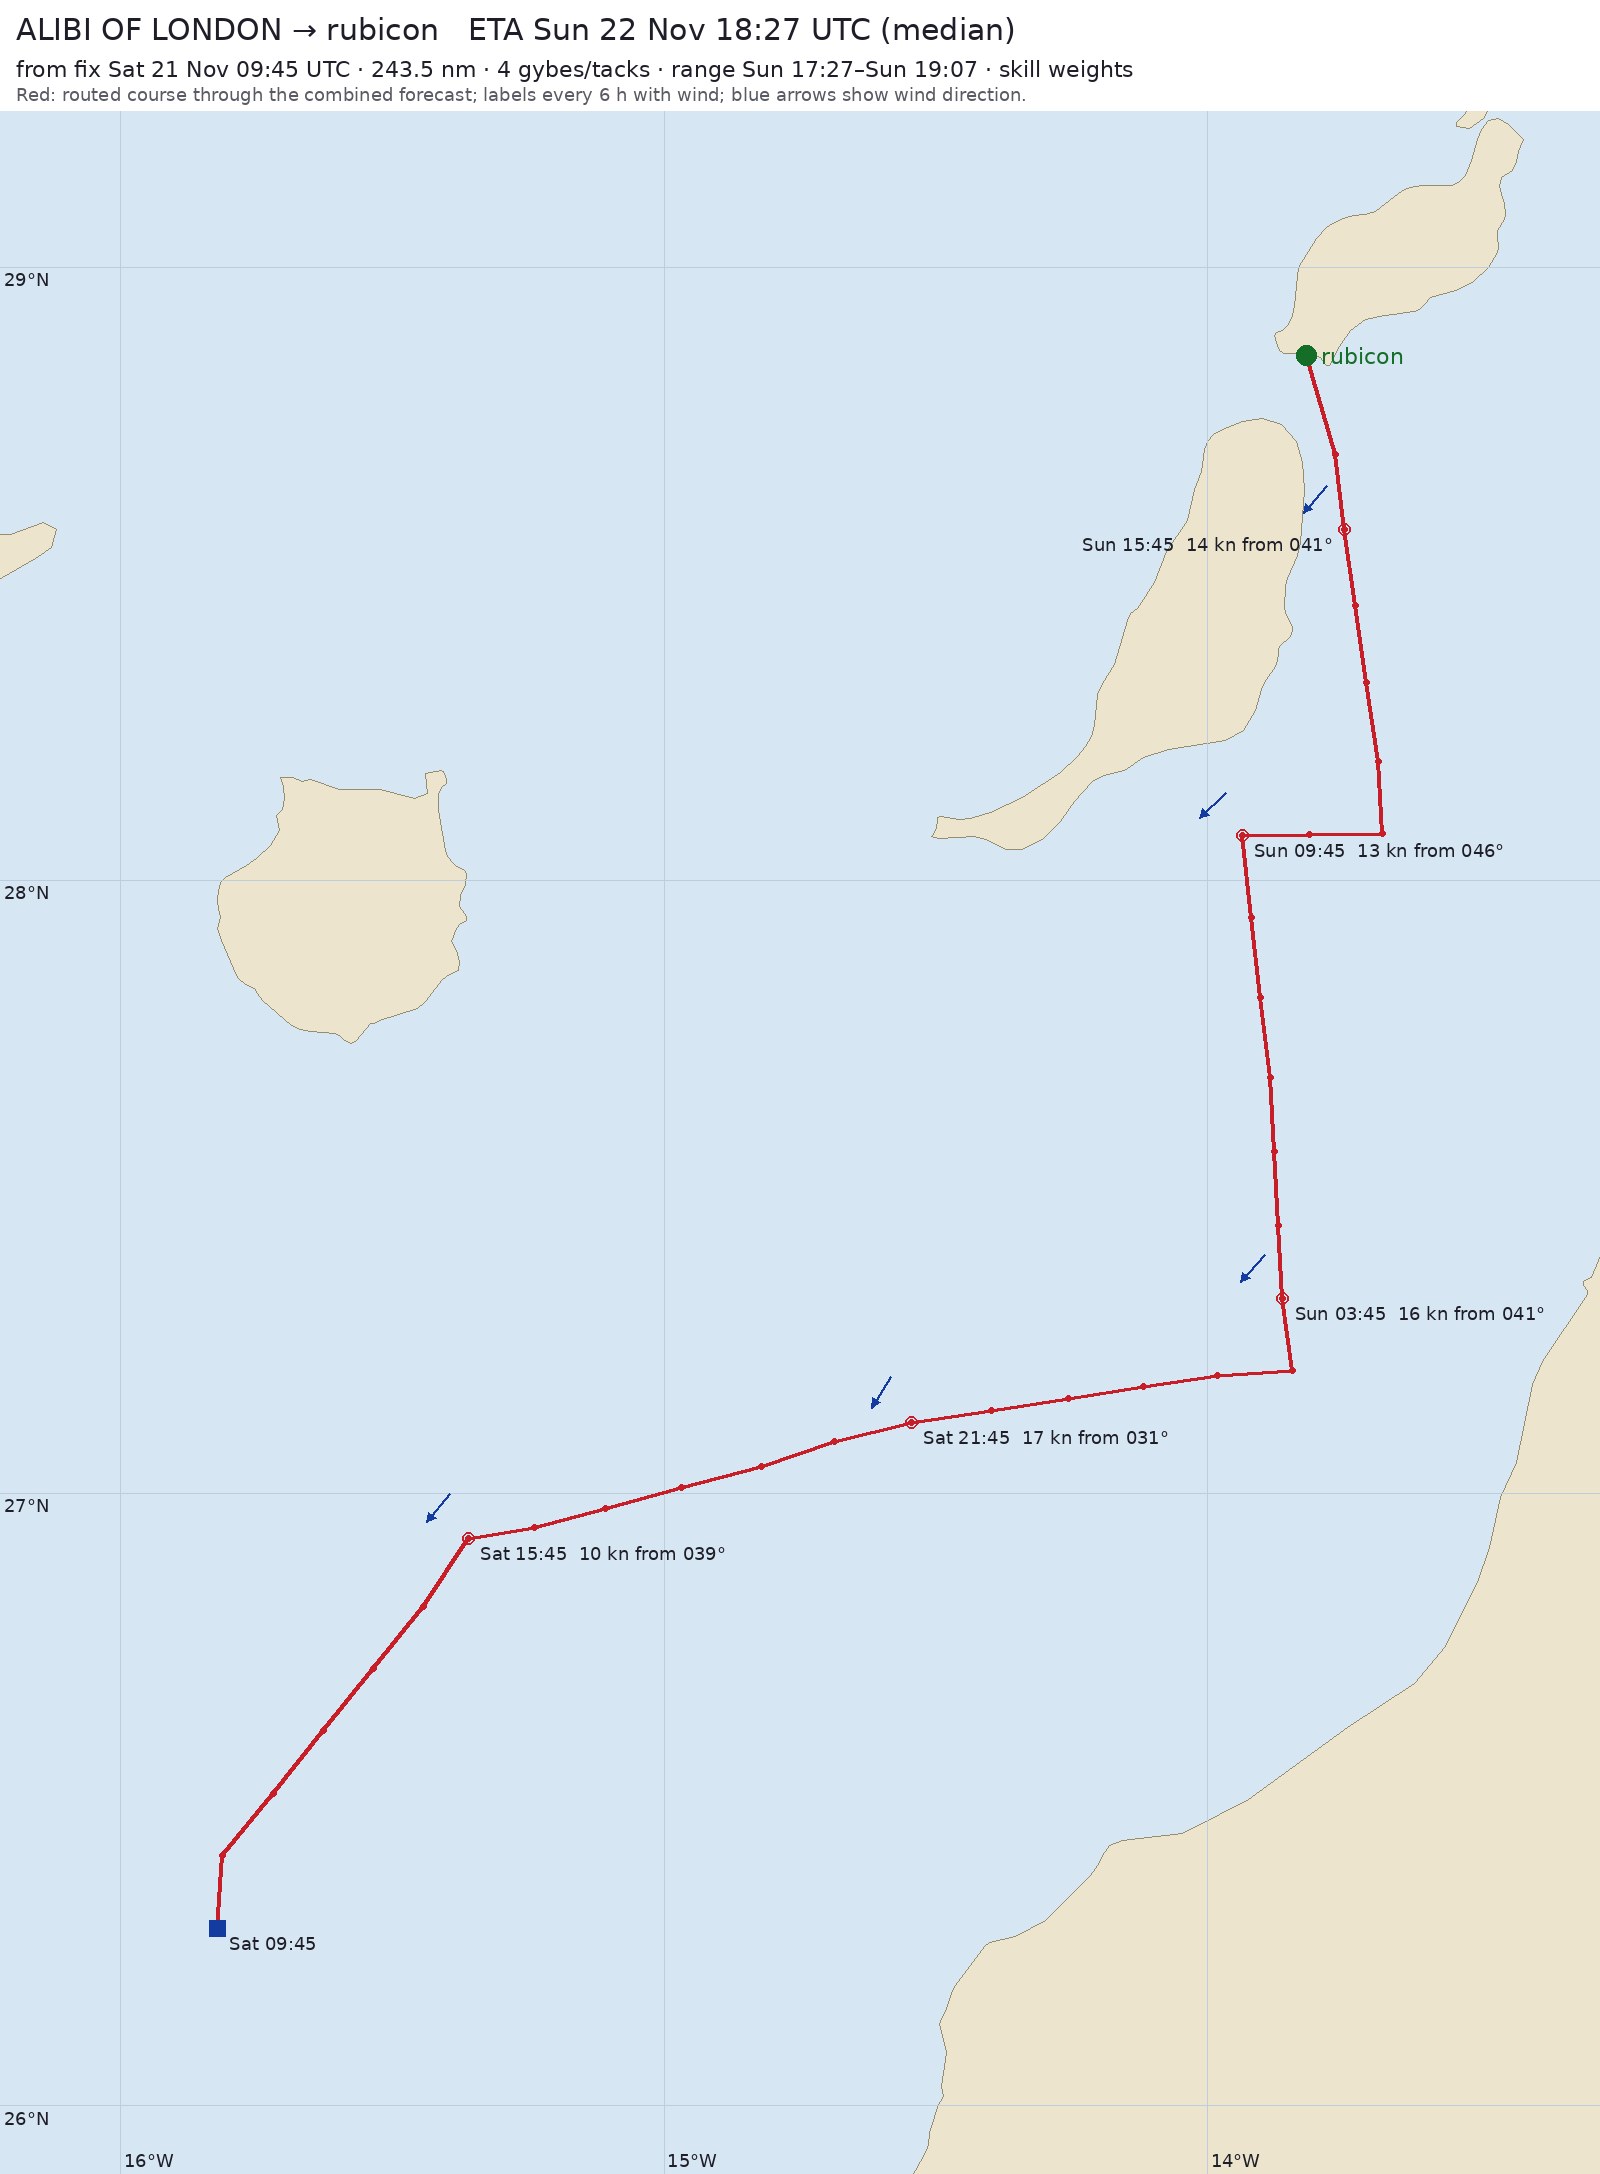 ALIBI OF LONDON → rubicon   ETA Sun 22 Nov 18:27 UTC (median)
from fix Sat 21 Nov 09:45 UTC · 243.5 nm · 4 gybes/tacks · range Sun 17:27–Sun 19:07 · skill weights
Red: routed course through the combined forecast; labels every 6 h with wind; blue arrows show wind direction.
29°N
rubicon
Sun 15:45  14 kn from 041°
Sun 09:45  13 kn from 046°
28°N
Sun 03:45  16 kn from 041°
Sat 21:45  17 kn from 031°
27°N
Sat 15:45  10 kn from 039°
Sat 09:45
26°N
16°W
15°W
14°W